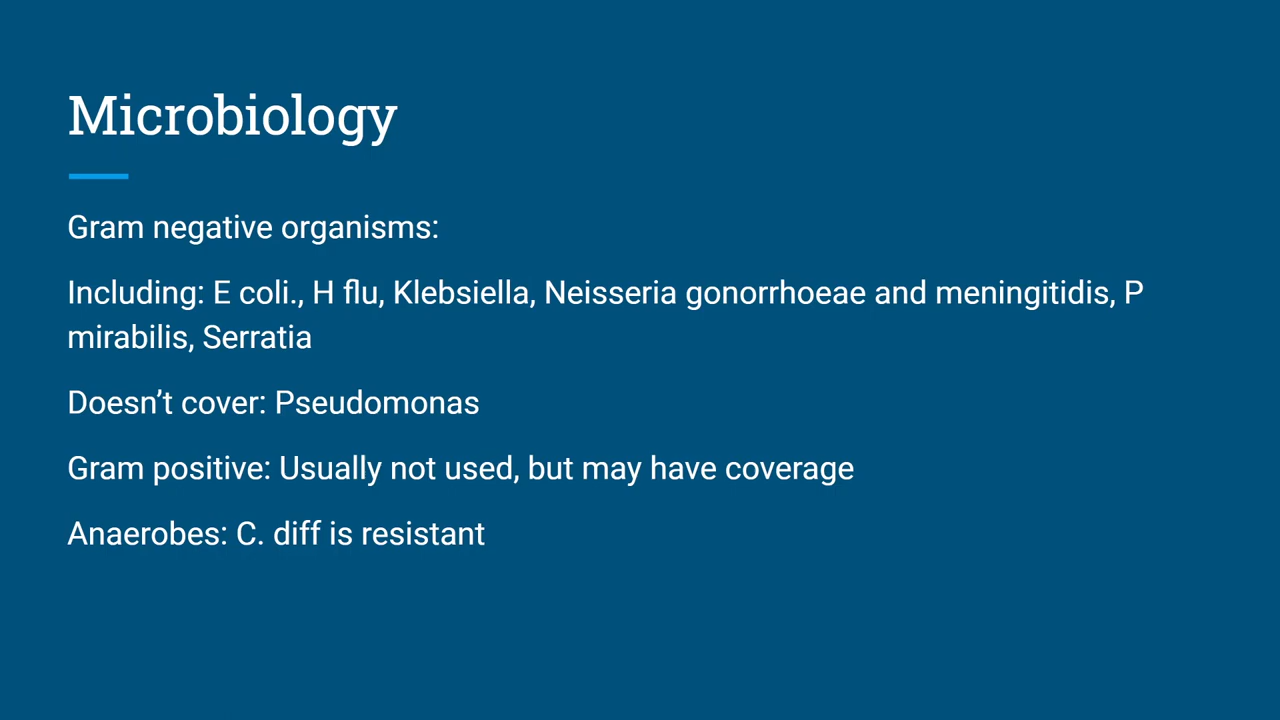 Microbiology
Gram negative organisms:
Including: E coli., H flu, Klebsiella, Neisseria gonorrhoeae and meningitidis, P
mirabilis, Serratia
Doesn’t cover: Pseudomonas
Gram positive: Usually not used, but may have coverage
Anaerobes: C. diff is resistant